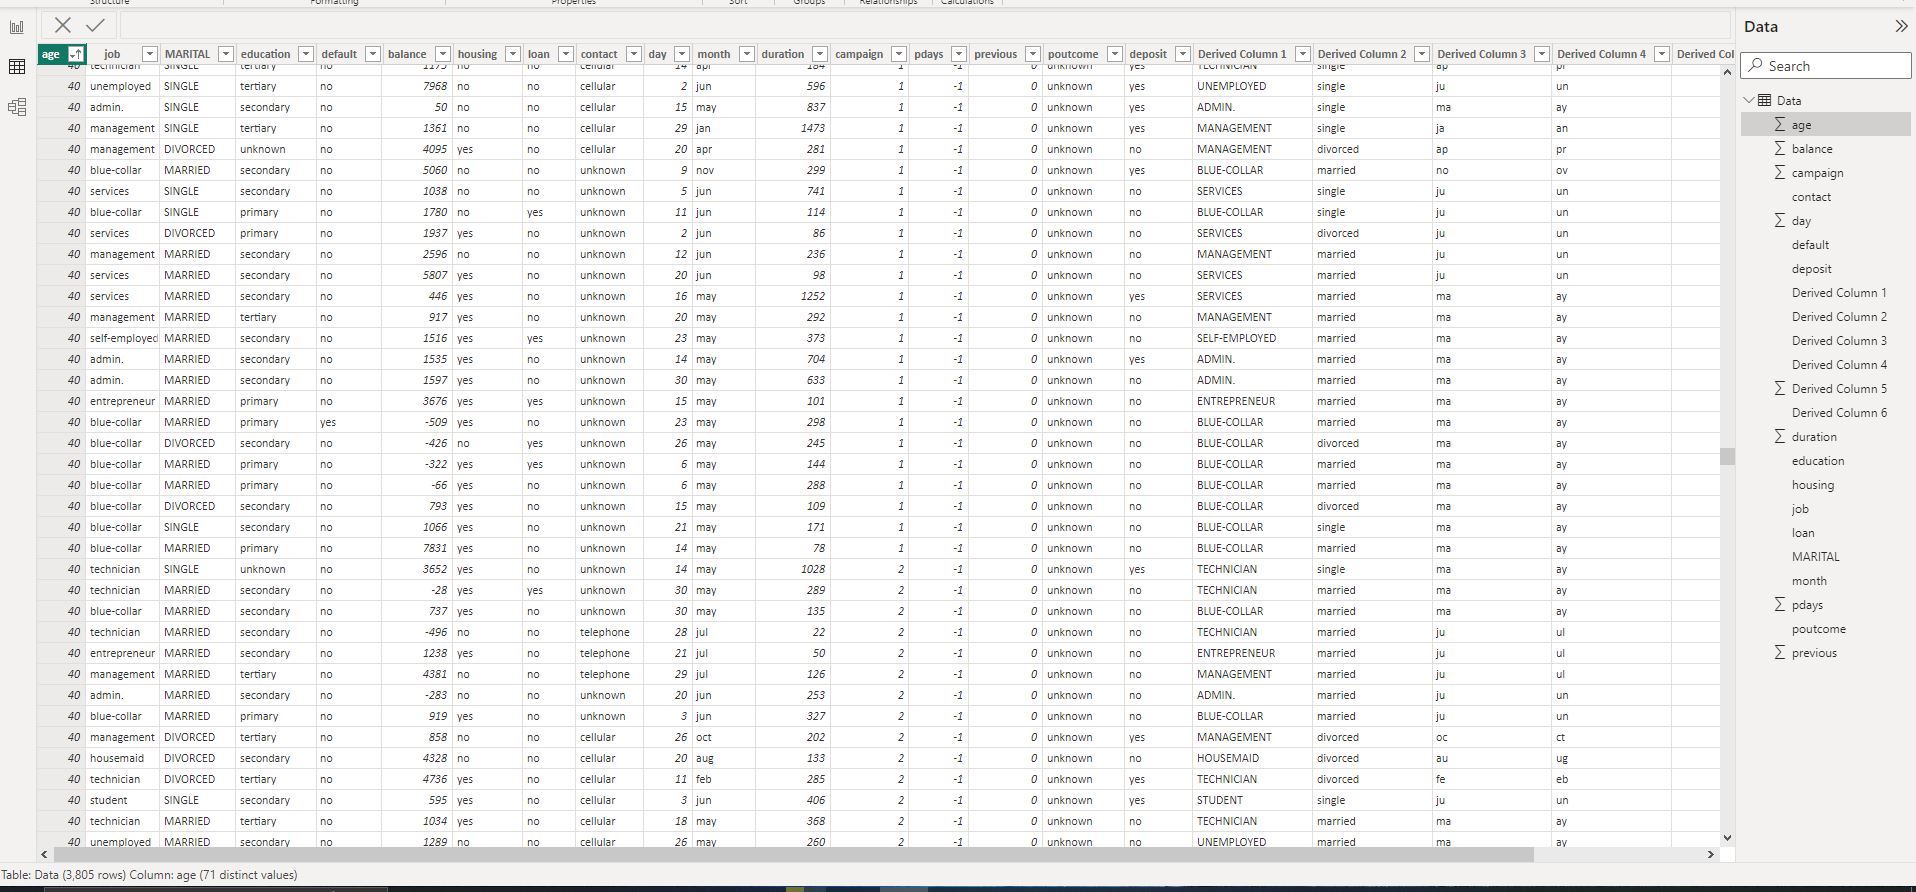 Structure Formatting Properties Sort Groups Relationships Calculations
Data
age job MARITAL education default balance housing loan contact day month duration campaign pdays previous poutcome deposit Derived Column 1 Derived Column 2 Derived Column 3 Derived Column 4 Derived Col
40 technician SINGLE tertiary no 1173 no no cellular 14 apr 184 1 -1 0 unknown yes TECHNICIAN single ap pr
40 unemployed SINGLE tertiary no 7968 no no cellular 2 jun 596 1 -1 0 unknown yes UNEMPLOYED single ju un
40 admin. SINGLE secondary no 50 no no cellular 15 may 837 1 -1 0 unknown yes ADMIN. single ma ay
40 management SINGLE tertiary no 1361 no no cellular 29 jan 1473 1 -1 0 unknown yes MANAGEMENT single ja an
40 management DIVORCED unknown no 4095 yes no cellular 20 apr 281 1 -1 0 unknown no MANAGEMENT divorced ap pr
40 blue-collar MARRIED secondary no 5060 no no unknown 9 nov 299 1 -1 0 unknown yes BLUE-COLLAR married no ov
40 services SINGLE secondary no 1038 no no unknown 5 jun 741 1 -1 0 unknown no SERVICES single ju un
40 blue-collar SINGLE primary no 1780 no yes unknown 11 jun 114 1 -1 0 unknown no BLUE-COLLAR single ju un
40 services DIVORCED primary no 1937 yes no unknown 2 jun 86 1 -1 0 unknown no SERVICES divorced ju un
40 management MARRIED secondary no 2596 no no unknown 12 jun 236 1 -1 0 unknown no MANAGEMENT married ju un
40 services MARRIED secondary no 5807 yes no unknown 20 jun 98 1 -1 0 unknown no SERVICES married ju un
40 services MARRIED secondary no 446 yes no unknown 16 may 1252 1 -1 0 unknown yes SERVICES married ma ay
40 management MARRIED tertiary no 917 yes no unknown 20 may 292 1 -1 0 unknown no MANAGEMENT married ma ay
40 self-employed MARRIED secondary no 1516 yes yes unknown 23 may 373 1 -1 0 unknown no SELF-EMPLOYED married ma ay
40 admin. MARRIED secondary no 1535 yes no unknown 14 may 704 1 -1 0 unknown yes ADMIN. married ma ay
40 admin. MARRIED secondary no 1597 yes no unknown 30 may 633 1 -1 0 unknown no ADMIN. married ma ay
40 entrepreneur MARRIED primary no 3676 yes yes unknown 15 may 101 1 -1 0 unknown no ENTREPRENEUR married ma ay
40 blue-collar MARRIED primary yes -509 yes no unknown 23 may 298 1 -1 0 unknown no BLUE-COLLAR married ma ay
40 blue-collar DIVORCED secondary no -426 no yes unknown 26 may 245 1 -1 0 unknown no BLUE-COLLAR divorced ma ay
40 blue-collar MARRIED primary no -322 yes yes unknown 6 may 144 1 -1 0 unknown no BLUE-COLLAR married ma ay
40 blue-collar MARRIED primary no -66 yes no unknown 6 may 288 1 -1 0 unknown no BLUE-COLLAR married ma ay
40 blue-collar DIVORCED secondary no 793 yes no unknown 15 may 109 1 -1 0 unknown no BLUE-COLLAR divorced ma ay
40 blue-collar SINGLE secondary no 1066 yes no unknown 21 may 171 1 -1 0 unknown no BLUE-COLLAR single ma ay
40 blue-collar MARRIED primary no 7831 yes no unknown 14 may 78 1 -1 0 unknown no BLUE-COLLAR married ma ay
40 technician SINGLE unknown no 3652 yes no unknown 14 may 1028 2 -1 0 unknown yes TECHNICIAN single ma ay
40 technician MARRIED secondary no -28 yes yes unknown 30 may 289 2 -1 0 unknown no TECHNICIAN married ma ay
40 blue-collar MARRIED secondary no 737 yes no unknown 30 may 135 2 -1 0 unknown no BLUE-COLLAR married ma ay
40 technician MARRIED secondary no -496 no no telephone 28 jul 22 2 -1 0 unknown no TECHNICIAN married ju ul
40 entrepreneur MARRIED secondary no 1238 yes no telephone 21 jul 50 2 -1 0 unknown no ENTREPRENEUR married ju ul
40 management MARRIED tertiary no 4381 no no telephone 29 jul 126 2 -1 0 unknown no MANAGEMENT married ju ul
40 admin. MARRIED secondary no -283 no no unknown 20 jun 253 2 -1 0 unknown no ADMIN. married ju un
40 blue-collar MARRIED primary no 919 yes no unknown 3 jun 327 2 -1 0 unknown no BLUE-COLLAR married ju un
40 management DIVORCED tertiary no 858 no no cellular 26 oct 202 2 -1 0 unknown yes MANAGEMENT divorced oc ct
40 housemaid DIVORCED secondary no 4328 no no cellular 20 aug 133 2 -1 0 unknown no HOUSEMAID divorced au ug
40 technician DIVORCED tertiary no 4736 yes no cellular 11 feb 285 2 -1 0 unknown yes TECHNICIAN divorced fe eb
40 student SINGLE secondary no 595 yes no cellular 3 jun 406 2 -1 0 unknown yes STUDENT single ju un
40 technician MARRIED tertiary no 1034 yes no cellular 18 may 368 2 -1 0 unknown no TECHNICIAN married ma ay
40 unemployed MARRIED secondary no 1289 no no cellular 26 may 260 2 -1 0 unknown no UNEMPLOYED married ma ay
Search
Data
age
balance
campaign
contact
day
default
deposit
Derived Column 1
Derived Column 2
Derived Column 3
Derived Column 4
Derived Column 5
Derived Column 6
duration
education
housing
job
loan
MARITAL
month
pdays
poutcome
previous
Table: Data (3,805 rows) Column: age (71 distinct values)